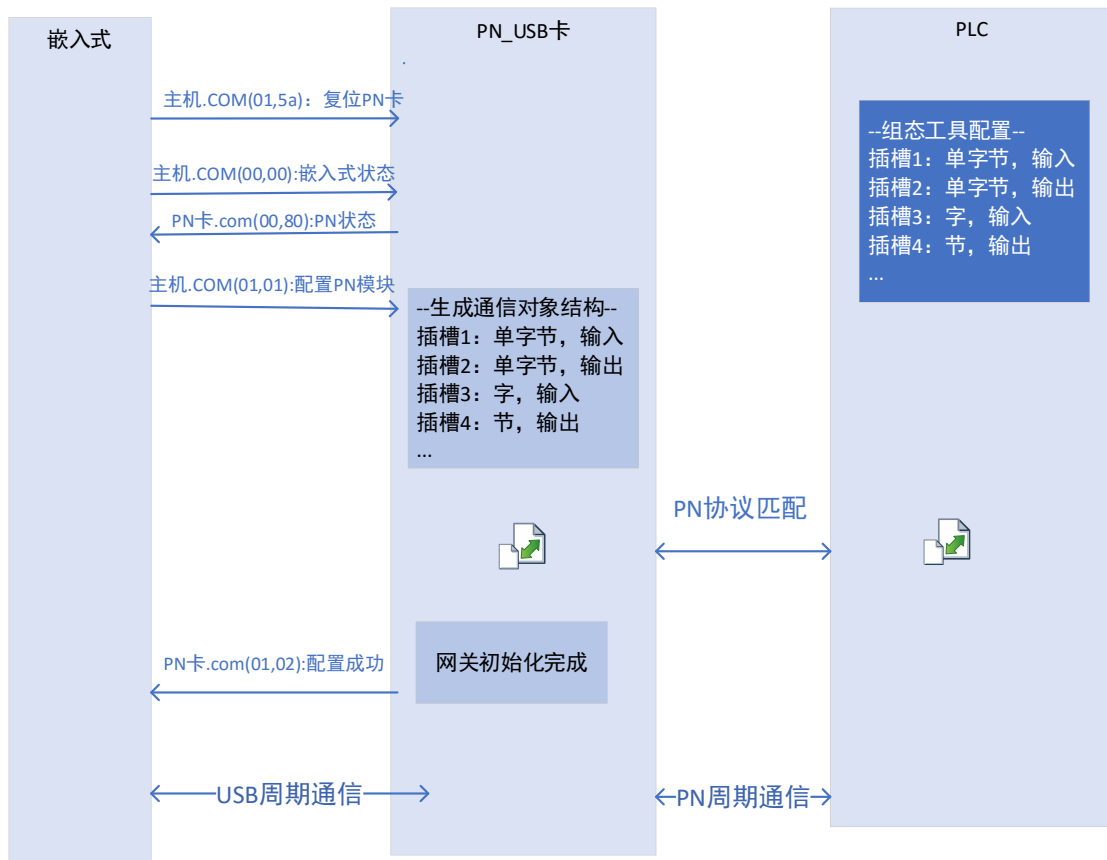 嵌入式
PN_USB卡
PLC
主机.COM(01,5a)：复位PN卡
主机.COM(00,00):嵌入式状态
PN卡.com(00,80):PN状态
主机.COM(01,01):配置PN模块
--组态工具配置--
插槽1：单字节，输入
插槽2：单字节，输出
插槽3：字，输入
插槽4：节，输出
...
--生成通信对象结构--
插槽1：单字节，输入
插槽2：单字节，输出
插槽3：字，输入
插槽4：节，输出
...
PN协议匹配
网关初始化完成
PN卡.com(01,02):配置成功
USB周期通信
PN周期通信